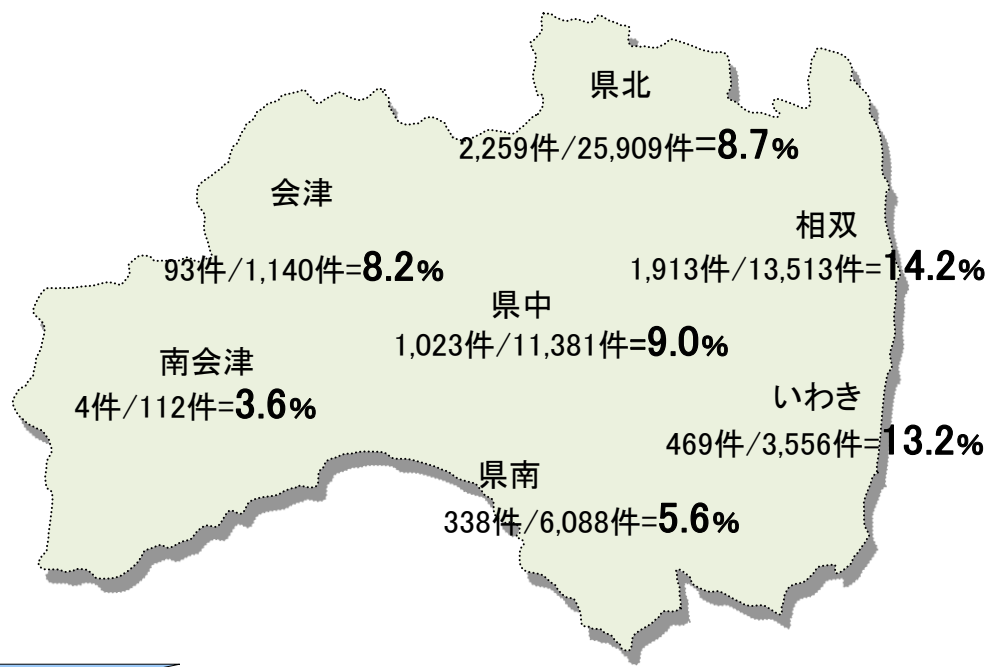 県北
2,259件/25,909件=8.7%
会津
93件/1,140件=8.2%
相双
1,913件/13,513件=14.2%
県中
1,023件/11,381件=9.0%
南会津
4件/112件=3.6%
いわき
469件/3,556件=13.2%
県南
338件/6,088件=5.6%